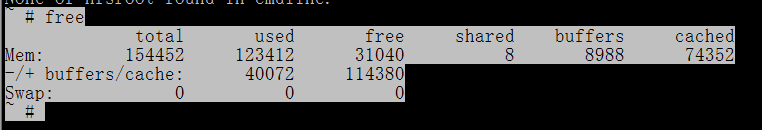 None of nfsroot found in cmdline.
~ # free
             total         used         free       shared      buffers       cached
Mem:        154452       123412        31040            8         8988        74352
-/+ buffers/cache:        40072       114380
Swap:            0            0            0
~ #